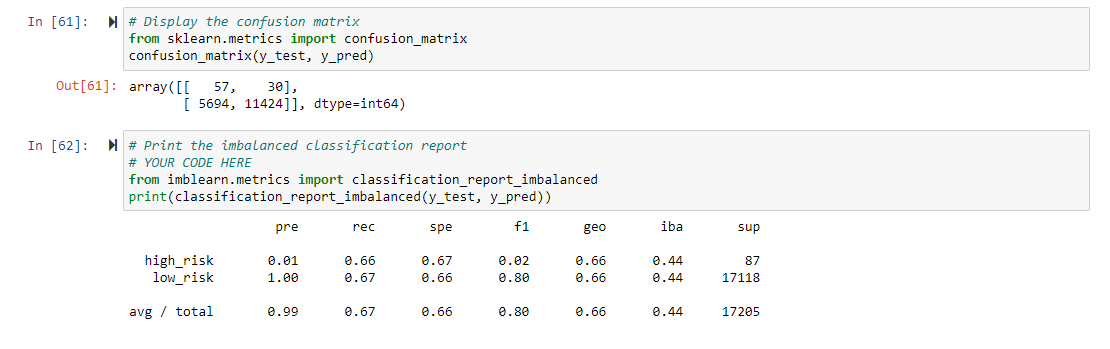 In [61]: # Display the confusion matrix
from sklearn.metrics import confusion_matrix
confusion_matrix(y_test, y_pred)
Out[61]: array([[   57,    30],
       [ 5694, 11424]], dtype=int64)
In [62]: # Print the imbalanced classification report
# YOUR CODE HERE
from imblearn.metrics import classification_report_imbalanced
print(classification_report_imbalanced(y_test, y_pred))
pre rec spe f1 geo iba sup
high_risk 0.01 0.66 0.67 0.02 0.66 0.44 87
low_risk 1.00 0.67 0.66 0.80 0.66 0.44 17118
avg / total 0.99 0.67 0.66 0.80 0.66 0.44 17205